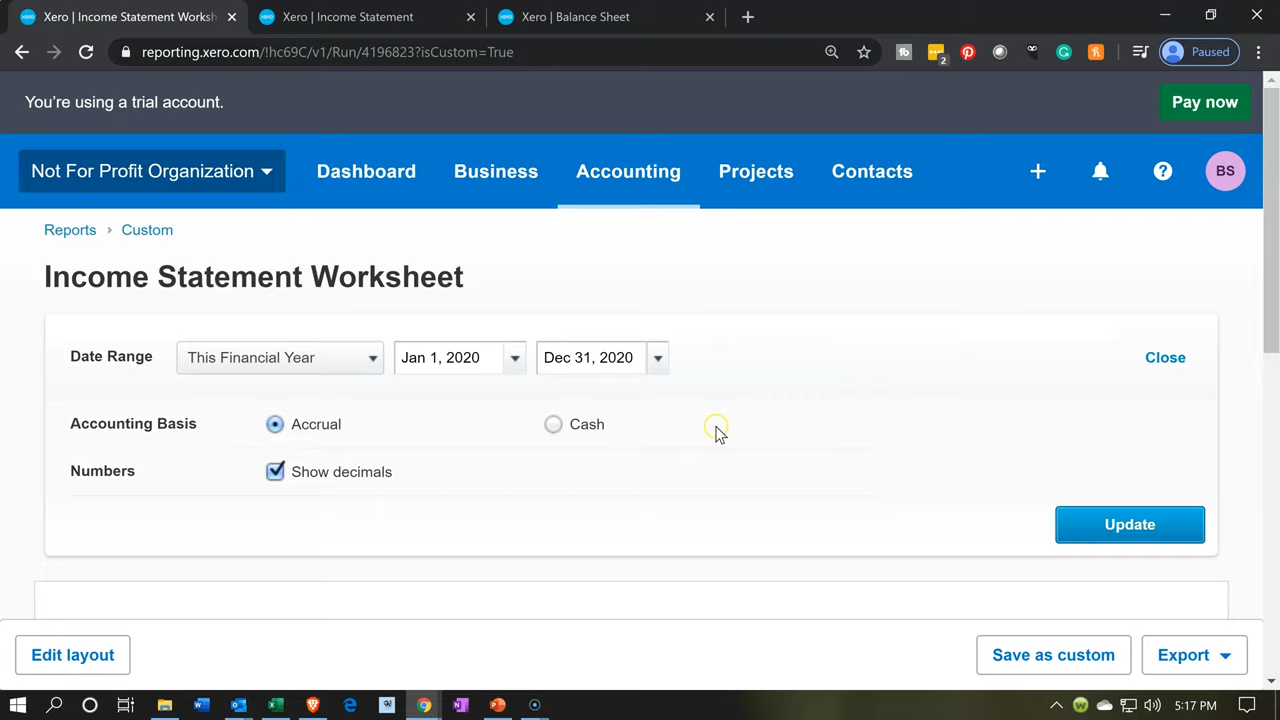 Xero | Income Statement Worksh
Xero | Income Statement
Xero | Balance Sheet
reporting.xero.com/!hc69C/v1/Run/4196823?isCustom=True
2
Paused
You're using a trial account.
Pay now
Not For Profit Organization
Dashboard
Business
Accounting
Projects
Contacts
BS
Reports
Custom
Income Statement Worksheet
Date Range
This Financial Year
Jan 1, 2020
Dec 31, 2020
Close
Accounting Basis
Accrual
Cash
Numbers
Show decimals
Update
Edit layout
Save as custom
Export
5:17 PM